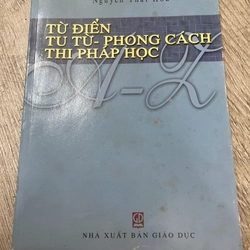 Nguyễn Thái Hòa
TỪ ĐIỂN
TU TỪ - PHONG CÁCH
THI PHÁP HỌC
A-Z
NHÀ XUẤT BẢN GIÁO DỤC